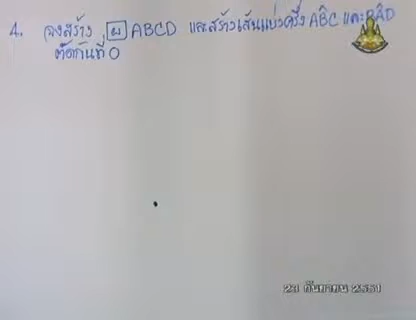 4. จงสร้าง ผ ABCD และสร้างเส้นแบ่งครึ่ง AB̂C และ BÂD
ตัดกันที่ O
23 กันยายน 2551